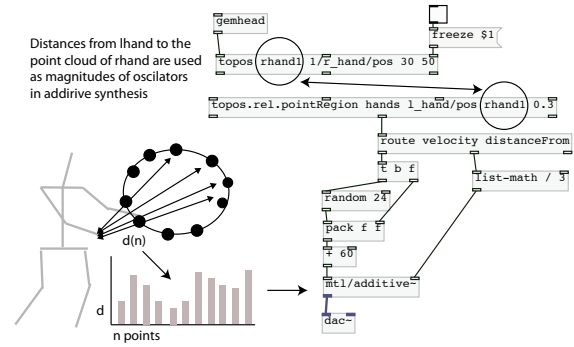 gemhead
freeze $1
Distances from lhand to the
point cloud of rhand are used
as magnitudes of oscilators
in addirive synthesis
topos rhand1 1/r_hand/pos 30 50
topos.rel.pointRegion hands l_hand/pos rhand1 0.3
route velocity distanceFrom
t b f
list-math / 3
random 24
pack f f
+ 60
mtl/additive~
dac~
d(n)
d
n points